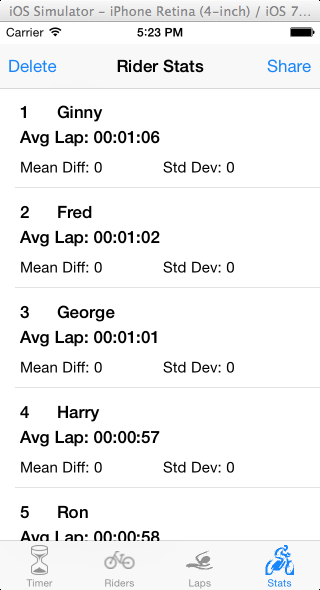 iOS Simulator – iPhone Retina (4-inch) / iOS 7...
Carrier 5:23 PM
Delete Rider Stats Share
1 Ginny
Avg Lap: 00:01:06
Mean Diff: 0 Std Dev: 0
2 Fred
Avg Lap: 00:01:02
Mean Diff: 0 Std Dev: 0
3 George
Avg Lap: 00:01:01
Mean Diff: 0 Std Dev: 0
4 Harry
Avg Lap: 00:00:57
Mean Diff: 0 Std Dev: 0
5 Ron
Avg Lap: 00:00:58
Timer Riders Laps Stats